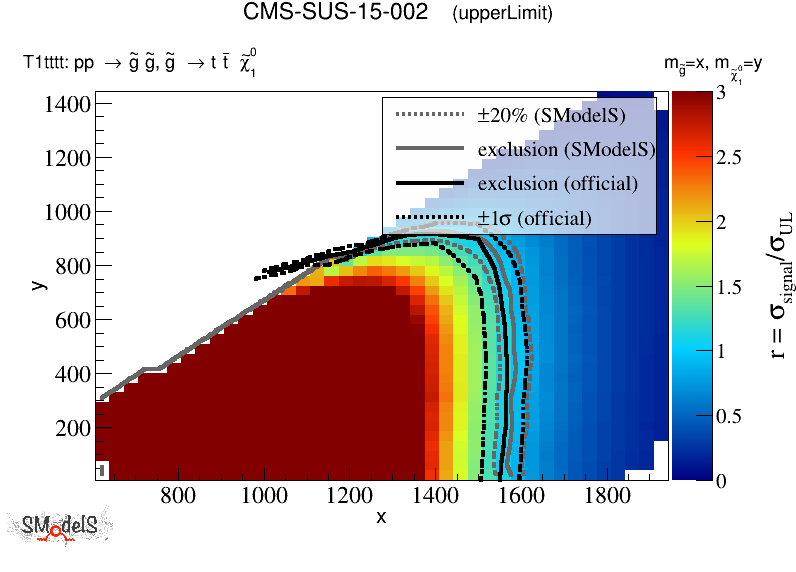 CMS-SUS-15-002 (upperLimit)
T1tttt: pp → g̃ g̃, g̃ → t t̄ χ̃₁⁰
m_g̃=x, m_χ̃₁⁰=y
±20% (SModelS)
exclusion (SModelS)
exclusion (official)
±1σ (official)
1400
1200
1000
800
600
400
200
y
800 1000 1200 1400 1600 1800
x
3
2.5
2
1.5
1
0.5
0
r = σ_signal/σ_UL
SModelS